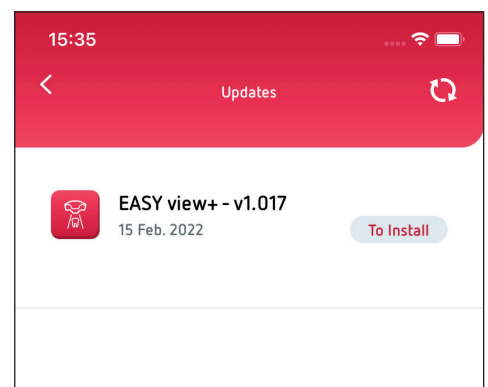 15:35
Updates
EASY view+ - v1.017
15 Feb. 2022
To Install